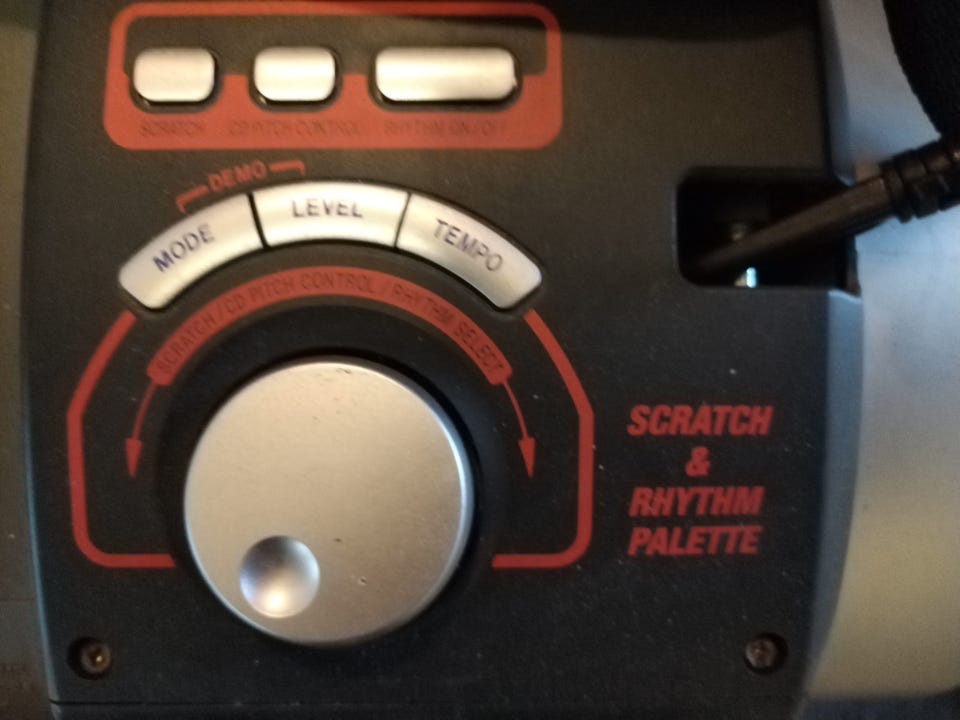 SCRATCH CD PITCH CONTROL RHYTHM ON/OFF
DEMO
MODE LEVEL TEMPO
SCRATCH / CD PITCH CONTROL / RHYTHM SELECT
SCRATCH
&
RHYTHM
PALETTE